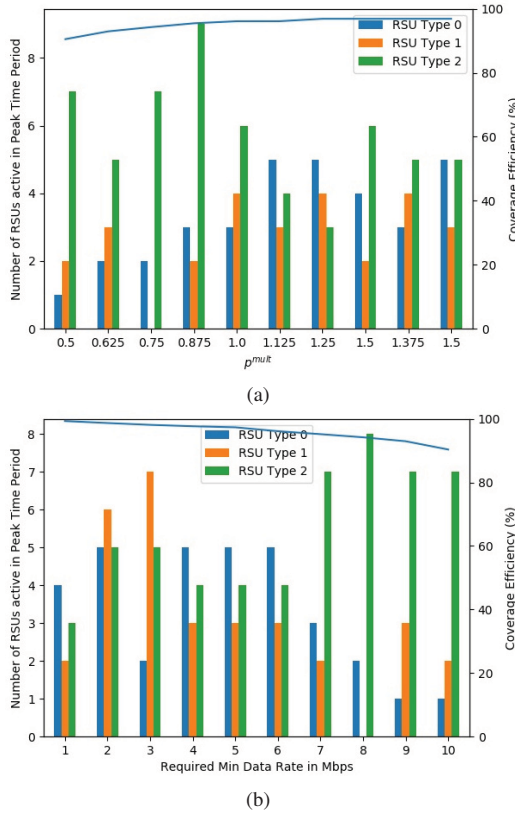 RSU Type 0
RSU Type 1
RSU Type 2
Number of RSUs active in Peak Time Period
0
2
4
6
8
Coverage Efficiency (%)
0
20
40
60
80
100
0.5 0.625 0.75 0.875 1.0 1.125 1.25 1.5 1.375 1.5
p^mult
(a)
RSU Type 0
RSU Type 1
RSU Type 2
Number of RSUs active in Peak Time Period
0
1
2
3
4
5
6
7
8
Coverage Efficiency (%)
0
20
40
60
80
100
1 2 3 4 5 6 7 8 9 10
Required Min Data Rate in Mbps
(b)